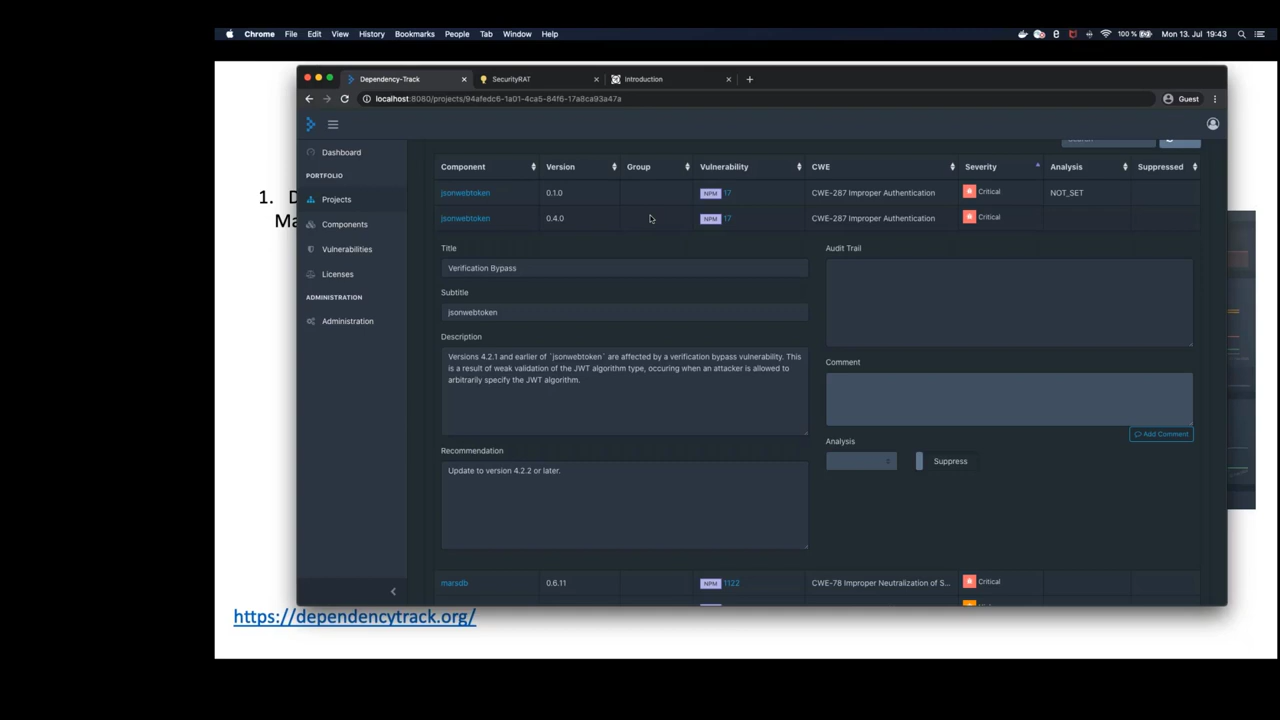 Chrome File Edit View History Bookmarks People Tab Window Help 100 % Mon 13. Jul 19:43
Dependency-Track SecurityRAT Introduction
localhost:8080/projects/94afedc6-1a01-4ca5-84f6-17a8ca93a47a Guest
Dashboard
PORTFOLIO
Projects
Components
Vulnerabilities
Licenses
ADMINISTRATION
Administration
Component Version Group Vulnerability CWE Severity Analysis Suppressed
jsonwebtoken 0.1.0 NPM 17 CWE-287 Improper Authentication Critical NOT_SET
jsonwebtoken 0.4.0 NPM 17 CWE-287 Improper Authentication Critical
Title
Verification Bypass
Subtitle
jsonwebtoken
Description
Versions 4.2.1 and earlier of `jsonwebtoken` are affected by a verification bypass vulnerability. This
is a result of weak validation of the JWT algorithm type, occuring when an attacker is allowed to
arbitrarily specify the JWT algorithm.
Recommendation
Update to version 4.2.2 or later.
Audit Trail
Comment
Add Comment
Analysis
Suppress
marsdb 0.6.11 NPM 1122 CWE-78 Improper Neutralization of S... Critical
1. D
Ma
https://dependencytrack.org/